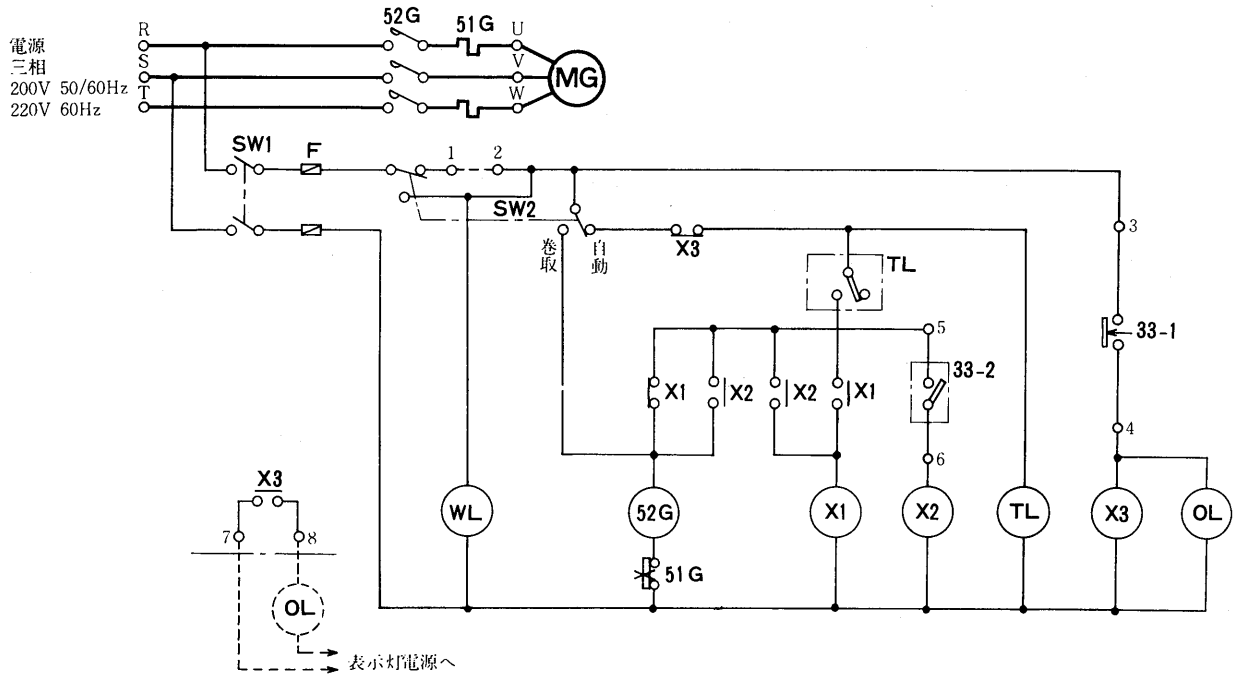 電源
三相
200V 50/60Hz
220V 60Hz
R
S
T
52G
51G
U
V
W
MG
SW1
F
1
2
SW2
巻取
自動
X3
TL
3
33-1
4
5
33-2
6
X1
X2
X2
X1
WL
52G
51G
X1
X2
TL
X3
OL
X3
7
8
OL
表示灯電源へ